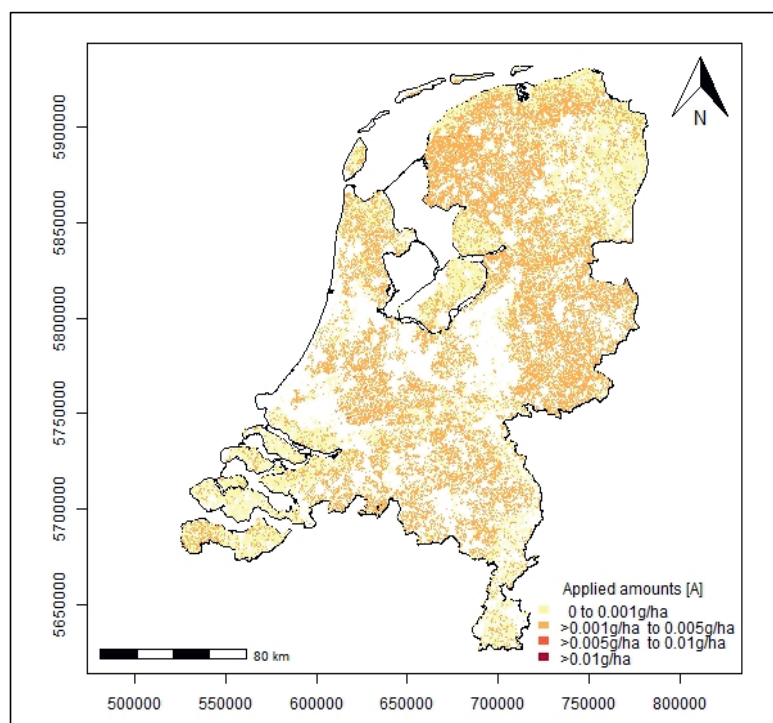 N
5900000
5850000
5800000
5750000
5700000
5650000
Applied amounts [A]
0 to 0.001g/ha
>0.001g/ha to 0.005g/ha
>0.005g/ha to 0.01g/ha
>0.01g/ha
80 km
500000 550000 600000 650000 700000 750000 800000